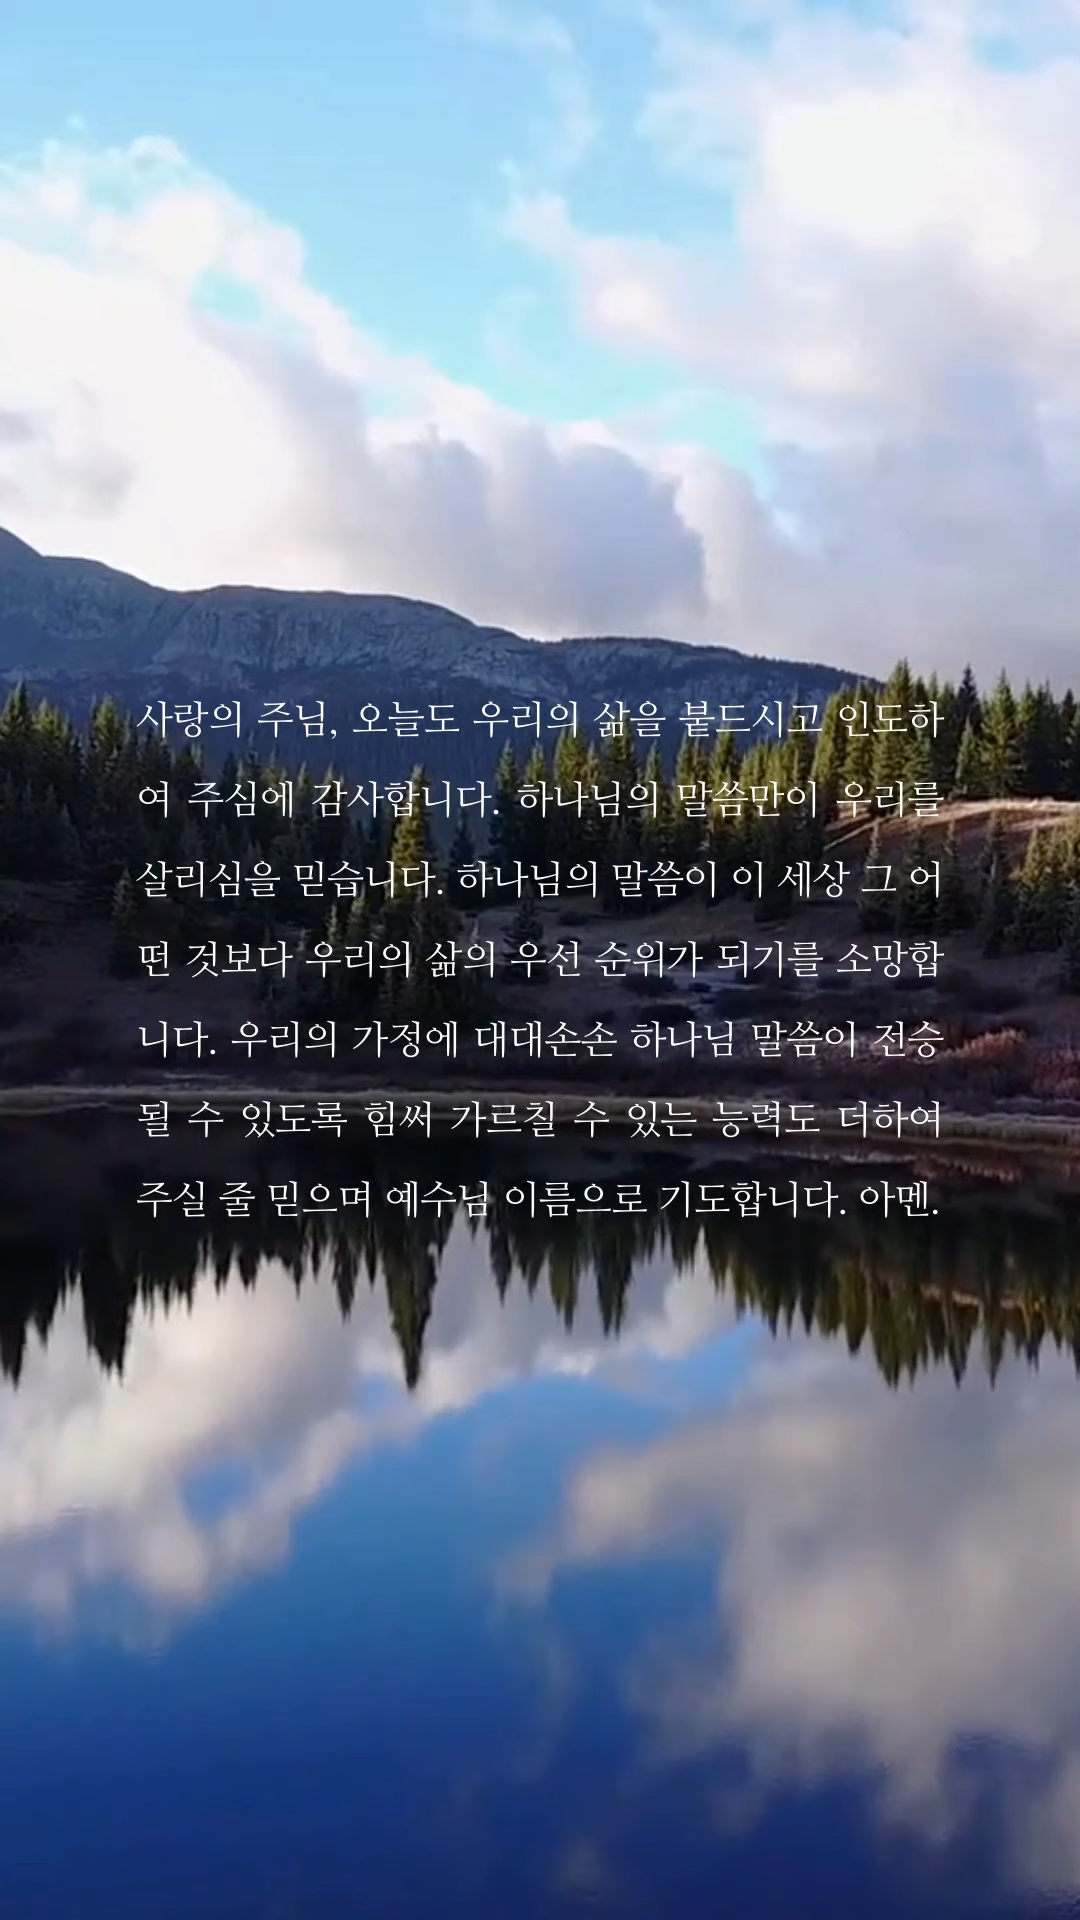 사랑의 주님, 오늘도 우리의 삶을 붙드시고 인도하
여 주심에 감사합니다. 하나님의 말씀만이 우리를
살리심을 믿습니다. 하나님의 말씀이 이 세상 그 어
떤 것보다 우리의 삶의 우선 순위가 되기를 소망합
니다. 우리의 가정에 대대손손 하나님 말씀이 전승
될 수 있도록 힘써 가르칠 수 있는 능력도 더하여
주실 줄 믿으며 예수님 이름으로 기도합니다. 아멘.